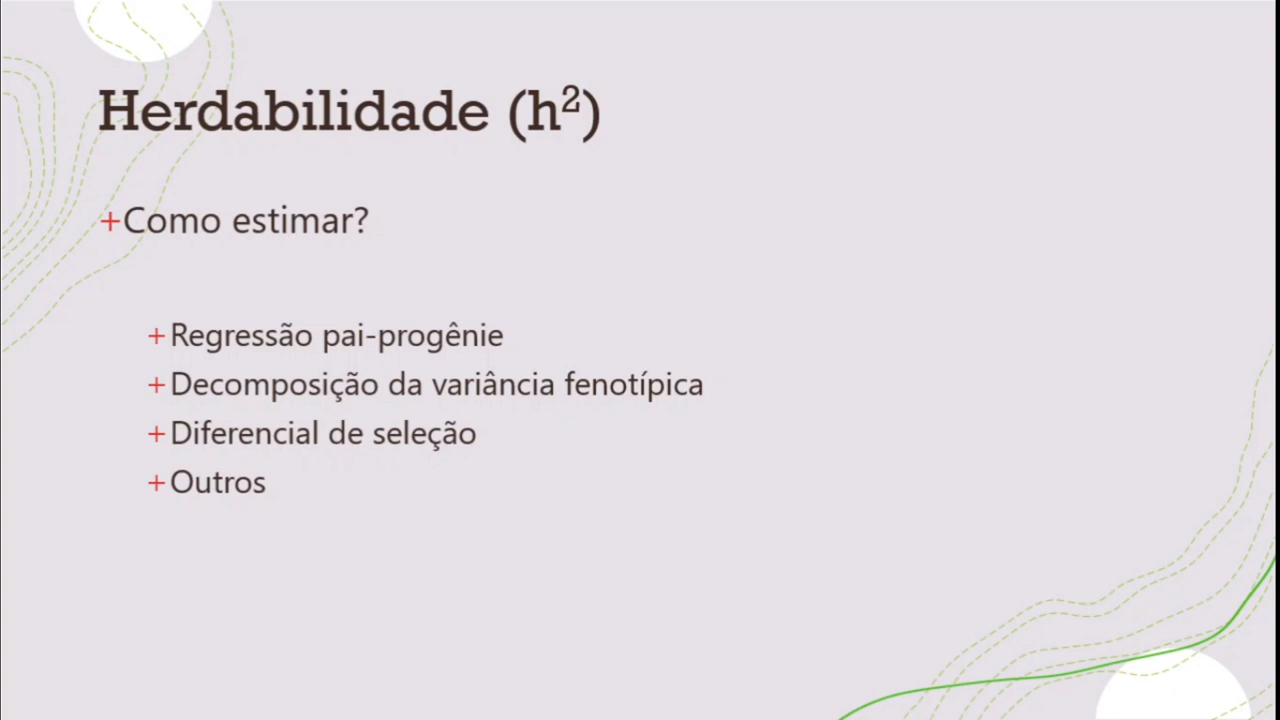 Herdabilidade (h²)
+Como estimar?
+Regressão pai-progênie
+Decomposição da variância fenotípica
+Diferencial de seleção
+Outros